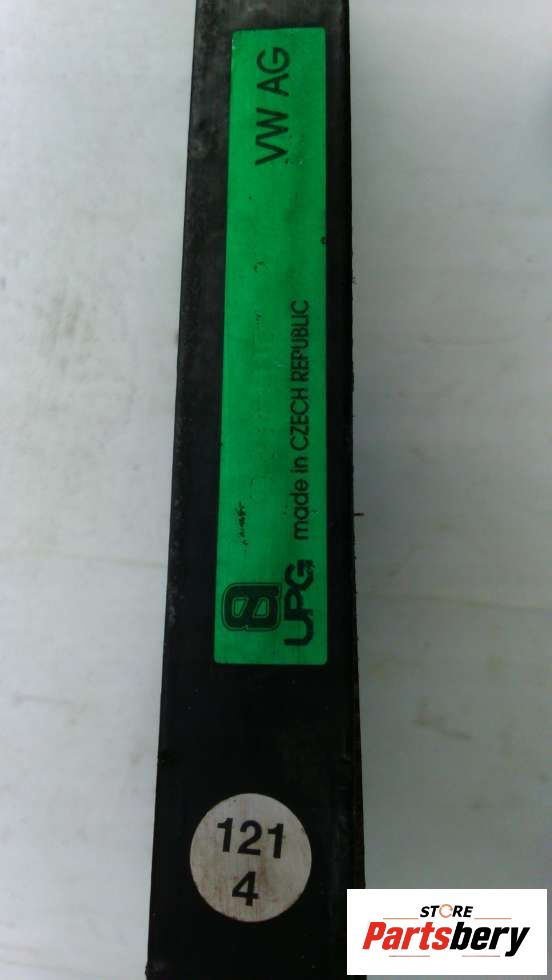 VW AG
made in CZECH REPUBLIC
UPG
121
4
STORE
Partsbery